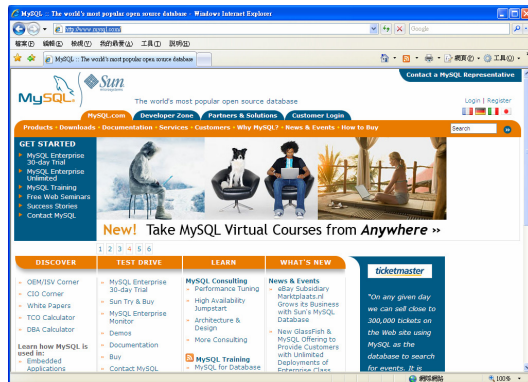 MySQL :: The world's most popular open source database - Windows Internet Explorer
http://www.mysql.com/
Google
檔案(F) 編輯(E) 檢視(V) 我的最愛(A) 工具(T) 說明(H)
MySQL :: The world's most popular open source database
網頁(P) 工具(O)
Contact a MySQL Representative
MySQL
Sun
The world's most popular open source database
Login | Register
MySQL.com Developer Zone Partners & Solutions Customer Login
Products Downloads Documentation Services Customers Why MySQL? News & Events How to Buy
Search
GET STARTED
MySQL Enterprise
30-day Trial
MySQL Enterprise
Unlimited
MySQL Training
Free Web Seminars
Success Stories
Contact MySQL
New! Take MySQL Virtual Courses from Anywhere »
1 2 3 4 5 6
DISCOVER
OEM/ISV Corner
CIO Corner
White Papers
TCO Calculator
DBA Calculator
Learn how MySQL is
used in:
Embedded
Applications
TEST DRIVE
MySQL Enterprise
30-day Trial
Sun Try & Buy
MySQL Enterprise
Monitor
Demos
Documentation
Buy
Contact MySQL
LEARN
MySQL Consulting
Performance Tuning
High Availability
Jumpstart
Architecture &
Design
More Consulting
MySQL Training
MySQL for Database
WHAT'S NEW
News & Events
eBay Subsidiary
Marktplaats.nl
Grows its Business
with Sun's MySQL
Database
New GlassFish &
MySQL Offering to
Provide Customers
with Unlimited
Deployments of
Enterprise Class
ticketmaster
"On any given day
we can sell close to
300,000 tickets on
the Web site using
MySQL as the
database to search
for events. It is
網際網路
100%